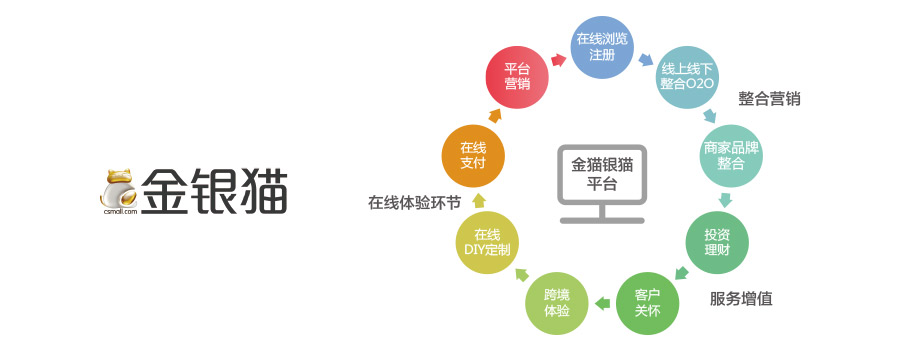 金银猫
csmall.com
在线浏览
注册
线上线下
整合O2O
整合营销
商家品牌
整合
投资
理财
服务增值
客户
关怀
跨境
体验
在线
DIY定制
在线体验环节
在线
支付
平台
营销
金猫银猫
平台